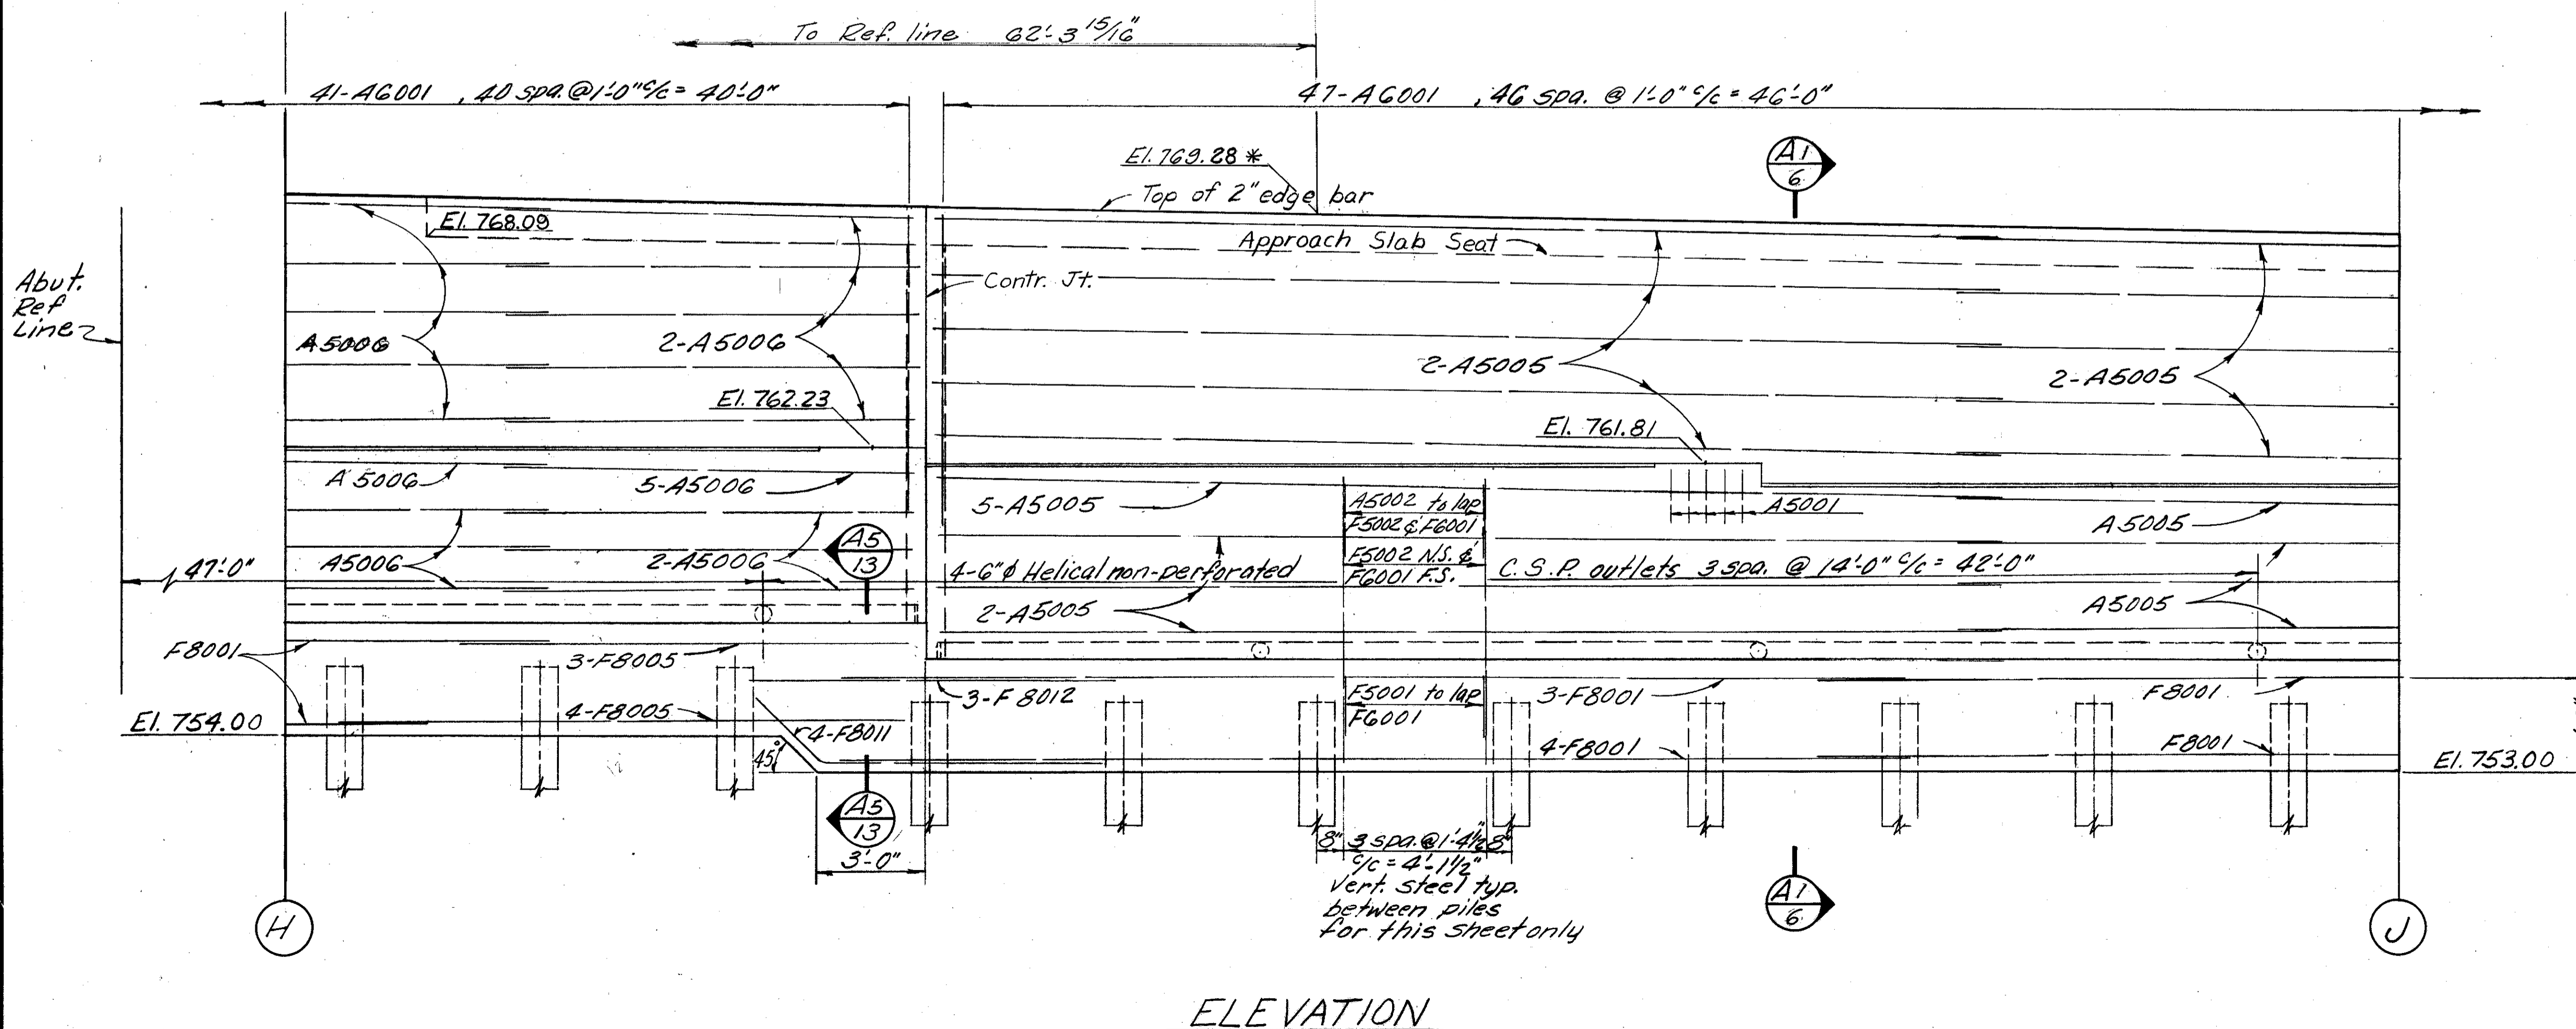 To Ref. line 62'-3 15/16"
41-A6001 , 40 spa. @ 1'-0" c/c = 40'-0"
47-A6001 , 46 spa. @ 1'-0" c/c = 46'-0"
El. 769.28 *
A1
6
Top of 2" edge bar
El. 768.09
Approach Slab Seat
Abut.
Ref
Line
Contr. Jt.
A5006
2-A5006
2-A5005
2-A5005
El. 762.23
El. 761.81
A5006
5-A5006
5-A5005
A5002 to lap
F5002 & F6001
A5001
A5005
A5
13
F5002 N.S. &
F6001 F.S.
47'-0"
A5006
2-A5006
4-6" ϕ Helical non-perforated
C.S.P. outlets 3 spa. @ 14'-0" c/c = 42'-0"
2-A5005
A5005
F8001
3-F8005
3-F8012
F5001 to lap
F6001
3-F8001
F8001
El. 754.00
4-F8005
4-F8011
45°
4-F8001
F8001
El. 753.00
A5
13
3'-0"
8" 3 spa. @ 1'-4 1/2" 8"
c/c = 4'-1 1/2"
Vert. steel typ.
between piles
for this sheet only
A1
6
H
J
ELEVATION